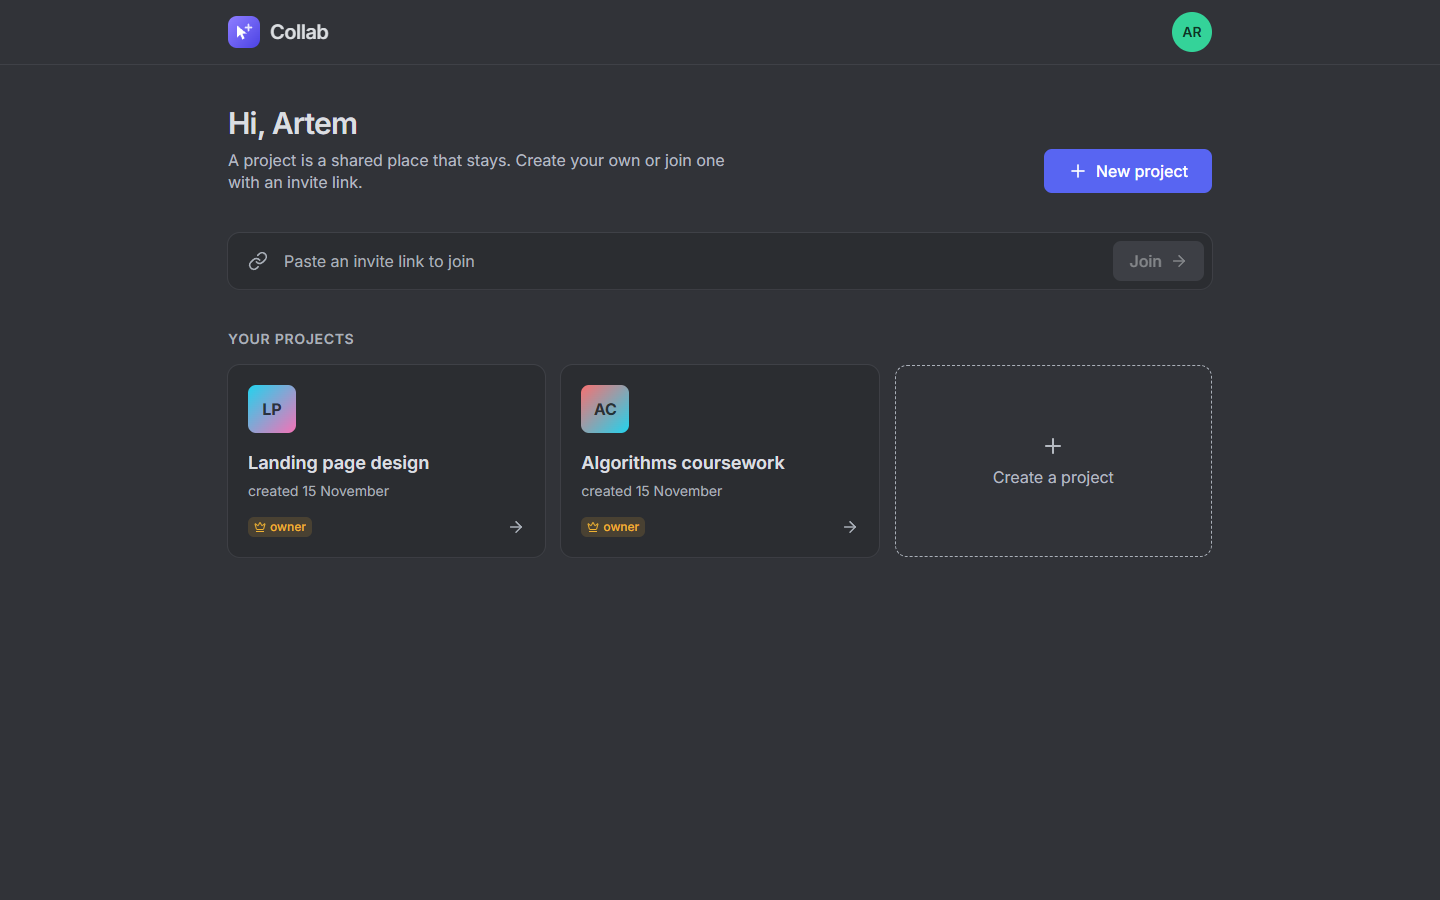 Collab
AR
Hi, Artem
A project is a shared place that stays. Create your own or join one
with an invite link.
New project
Paste an invite link to join
Join
YOUR PROJECTS
LP
Landing page design
created 15 November
owner
AC
Algorithms coursework
created 15 November
owner
Create a project